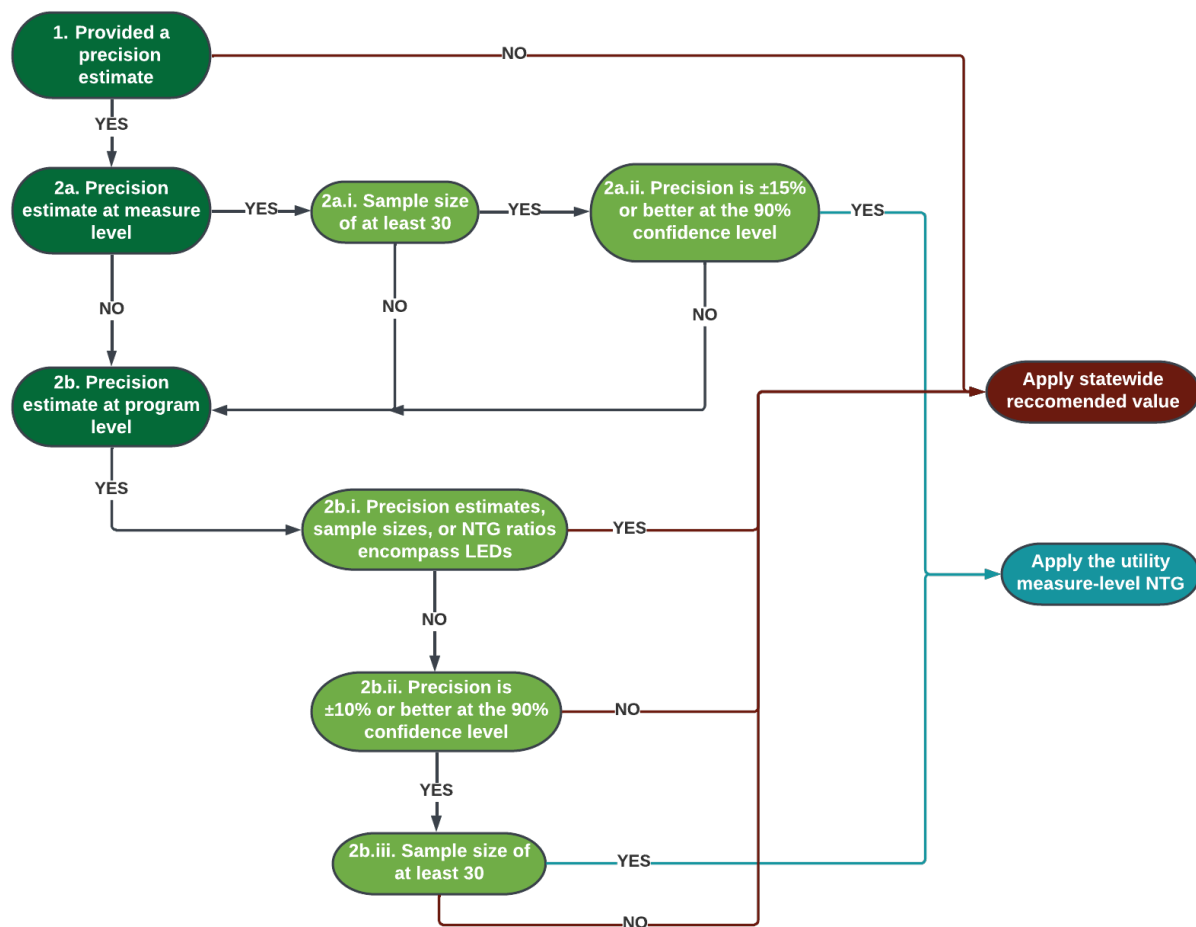 1. Provided a
precision
estimate
NO
YES
2a. Precision
estimate at measure
level
YES
2a.i. Sample size
of at least 30
YES
2a.ii. Precision is ±15%
or better at the 90%
confidence level
YES
NO
NO
NO
2b. Precision
estimate at program
level
Apply statewide
reccomended value
YES
2b.i. Precision estimates,
sample sizes, or NTG ratios
encompass LEDs
YES
Apply the utility
measure-level NTG
NO
2b.ii. Precision is
±10% or better at the 90%
confidence level
NO
YES
2b.iii. Sample size of
at least 30
YES
NO